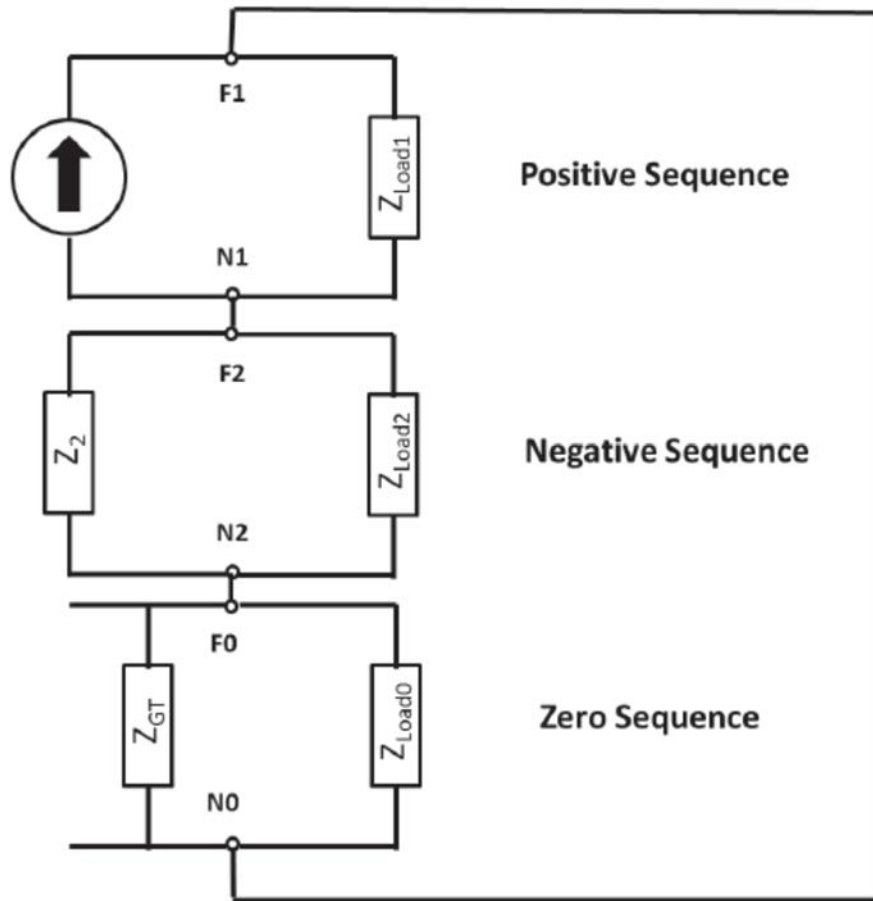 F1
Z_Load1
Positive Sequence
N1
F2
Z_2
Z_Load2
Negative Sequence
N2
F0
Z_GT
Z_Load0
Zero Sequence
N0